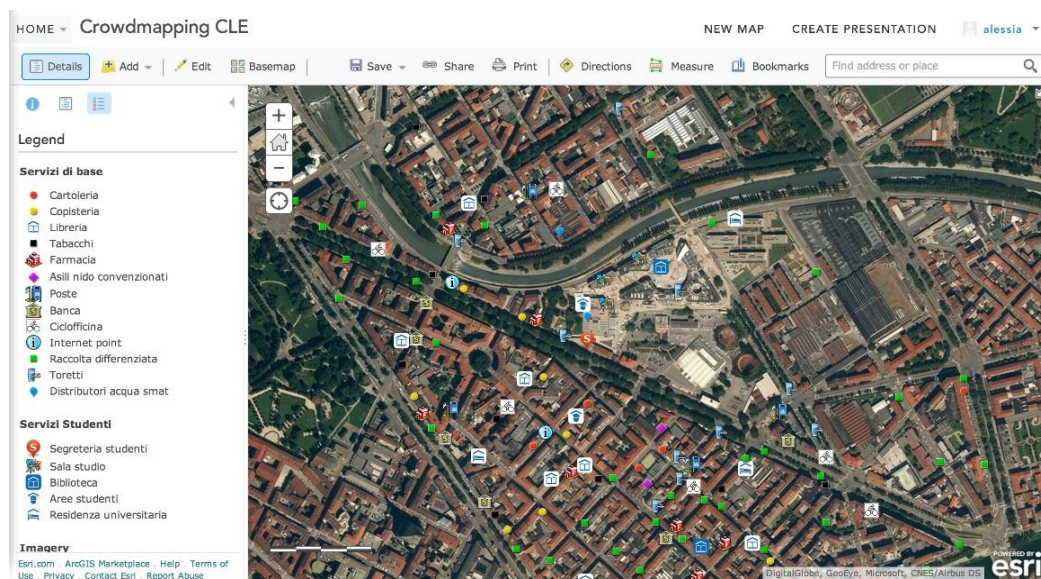 HOME Crowdmapping CLE NEW MAP CREATE PRESENTATION alessia
Details Add Edit Basemap Save Share Print Directions Measure Bookmarks Find address or place
Legend
Servizi di base
Cartoleria
Copisteria
Libreria
Tabacchi
Farmacia
Asili nido convenzionati
Poste
Banca
Ciclofficina
Internet point
Raccolta differenziata
Toretti
Distributori acqua smat
Servizi Studenti
Segreteria studenti
Sala studio
Biblioteca
Aree studenti
Residenza universitaria
Imagery
Esri.com . ArcGIS Marketplace . Help . Terms of
Use . Privacy . Contact Esri . Report Abuse
POWERED BY
esri
DigitalGlobe, GeoEye, Microsoft, CNES/Airbus DS